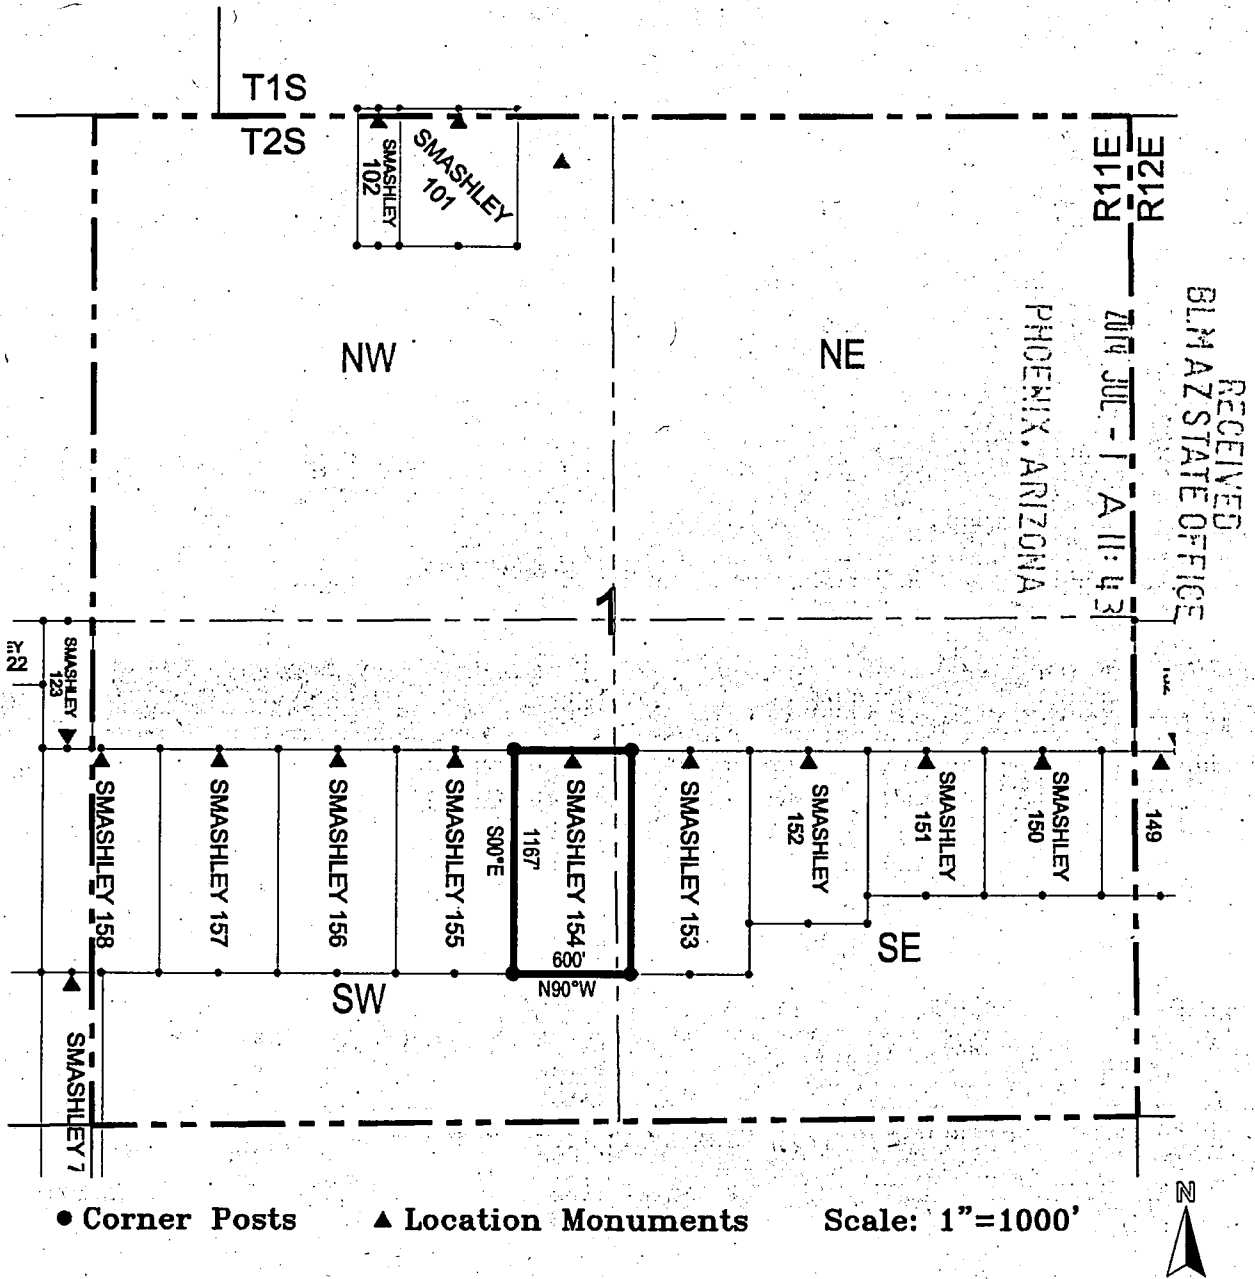 T1S
T2S
SMASHLEY
102
SMASHLEY
101
R11E
R12E
RECEIVED
BLM AZ STATE OFFICE
JUL - 1 A 11: 43
PHOENIX, ARIZONA
NW
NE
1
EY
22
SMASHLEY
123
SMASHLEY 158
SMASHLEY 157
SMASHLEY 156
SMASHLEY 155
S00°E
1167'
SMASHLEY 154
600'
N90°W
SMASHLEY 153
SMASHLEY
152
SMASHLEY
151
SMASHLEY
150
149
SW
SE
SMASHLEY 7
Corner Posts
Location Monuments
Scale: 1"=1000'
N